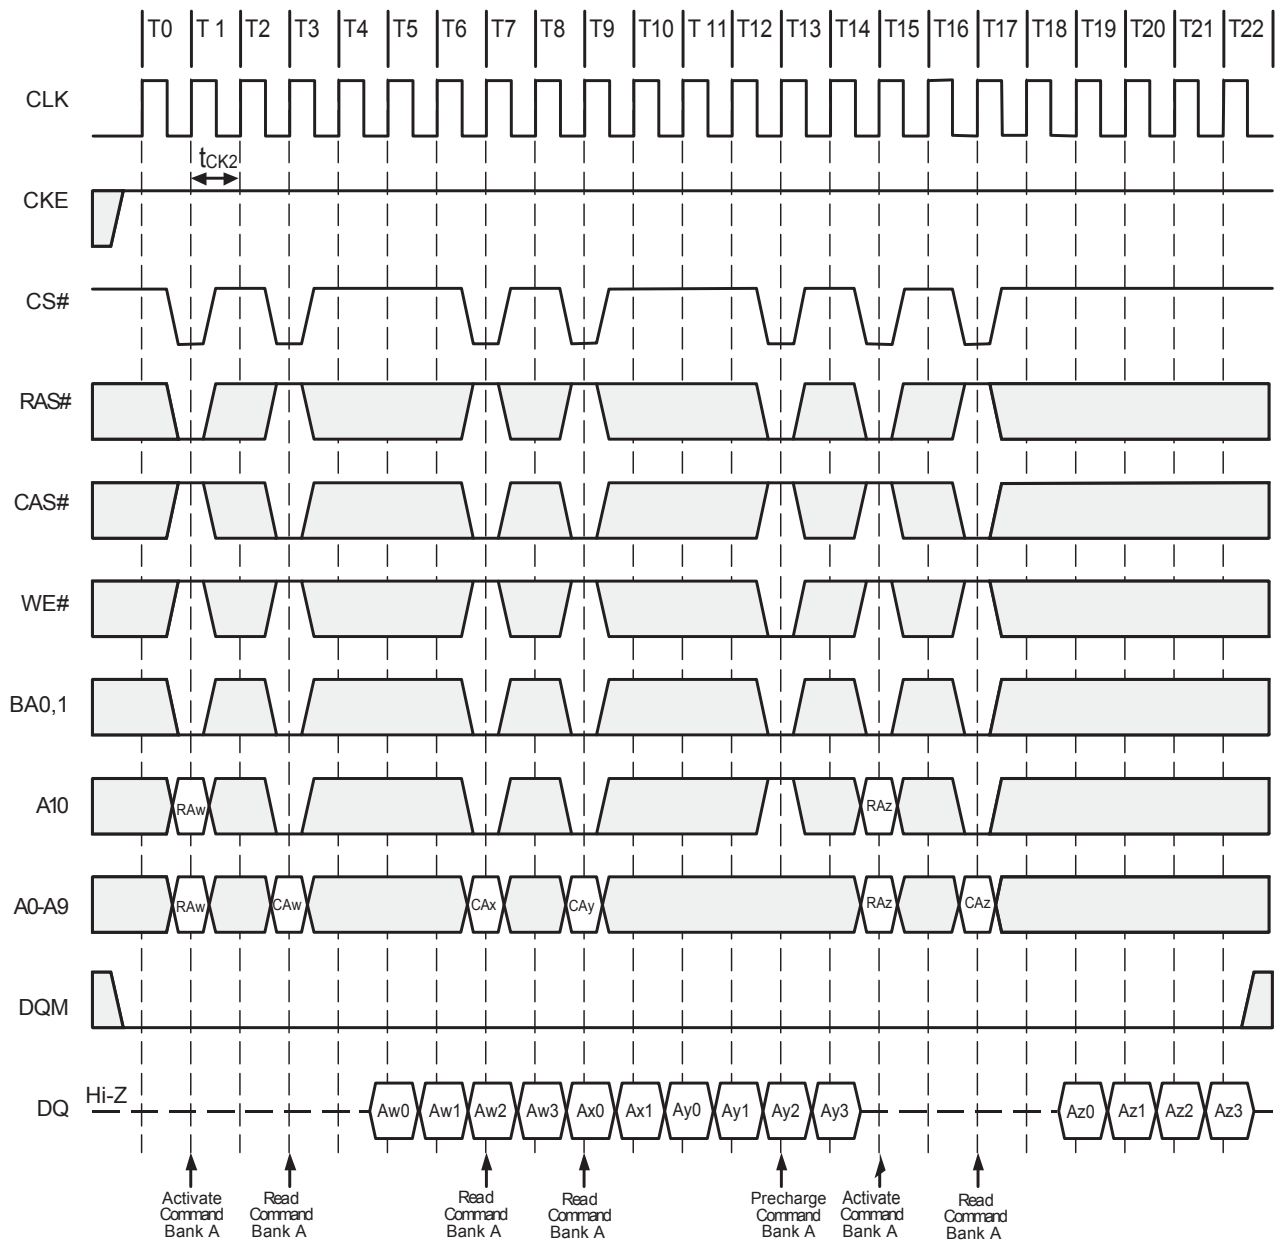 T0 T 1 T2 T3 T4 T5 T6 T7 T8 T9 T10 T 11 T12 T13 T14 T15 T16 T17 T18 T19 T20 T21 T22
CLK
tCK2
CKE
CS#
RAS#
CAS#
WE#
BA0,1
A10 RAw RAz
A0-A9 RAw CAw CAx CAy RAz CAz
DQM
Hi-Z
DQ Aw0 Aw1 Aw2 Aw3 Ax0 Ax1 Ay0 Ay1 Ay2 Ay3 Az0 Az1 Az2 Az3
Activate Read Read Read Precharge Activate Read
Command Command Command Command Command Command Command
Bank A Bank A Bank A Bank A Bank A Bank A Bank A